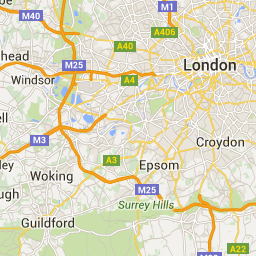 M1
M40
A406
A40
head
M25
London
Windsor
A4
ll
M3
Croydon
ley
A3
Epsom
Woking
M25
ugh
Surrey Hills
Guildford
A22